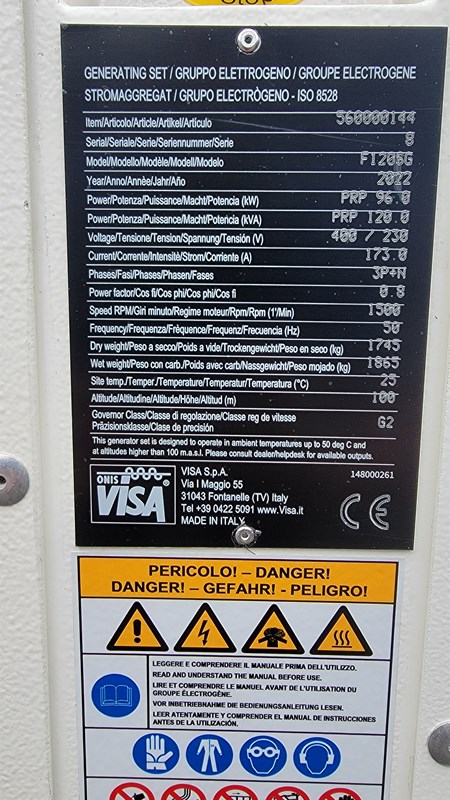 Stop
GENERATING SET / GRUPPO ELETTROGENO / GROUPE ELECTROGENE
STROMAGGREGAT / GRUPO ELECTRÒGENO - ISO 8528
Item/Articolo/Article/Artikel/Artículo 560000144
Serial/Seriale/Serie/Seriennummer/Serie 8
Model/Modello/Modèle/Modell/Modelo F120SG
Year/Anno/Année/Jahr/Año 2022
Power/Potenza/Puissance/Macht/Potencia (kW) PRP 96.0
Power/Potenza/Puissance/Macht/Potencia (kVA) PRP 120.0
Voltage/Tensione/Tension/Spannung/Tensión (V) 400 / 230
Current/Corrente/Intensité/Strom/Corriente (A) 173.0
Phases/Fasi/Phases/Phasen/Fases 3P+N
Power factor/Cos fi/Cos phi/Cos phi/Cos fi 0.8
Speed RPM/Giri minuto/Regime moteur/Rpm/Rpm (1'/Min) 1500
Frequency/Frequenza/Fréquence/Frequenz/Frecuencia (Hz) 50
Dry weight/Peso a secco/Poids a vide/Trockengewicht/Peso en seco (kg) 1745
Wet weight/Peso con carb./Poids avec carb/Nassgewicht/Peso mojado (kg) 1865
Site temp./Temper./Temperature/Temperatur/Temperatura (°C) 25
Altitude/Altitudine/Altitude/Höhe/Altitud (m) 100
Governor Class/Classe di regolazione/Classe reg de vitesse
Präzisionsklasse/Clase de precisión G2
This generator set is designed to operate in ambient temperatures up to 50 deg C and
at altitudes higher than 100 m.a.s.l. Please consult dealer/helpdesk for available outputs.
ONIS
VISA®
VISA S.p.A. 148000261
Via I Maggio 55
31043 Fontanelle (TV) Italy
Tel +39 0422 5091 www.Visa.it
MADE IN ITALY
CE
PERICOLO! – DANGER!
DANGER! – GEFAHR! - PELIGRO!
LEGGERE E COMPRENDERE IL MANUALE PRIMA DELL'UTILIZZO.
READ AND UNDERSTAND THE MANUAL BEFORE USE.
LIRE ET COMPRENDRE LE MANUEL AVANT DE L'UTILISATION DU
GROUPE ÉLECTROGÈNE.
VOR INBETRIEBNAHME DIE BEDIENUNGSANLEITUNG LESEN.
LEER ATENTAMENTE Y COMPRENDER EL MANUAL DE INSTRUCCIONES
ANTES DE LA UTILIZACIÓN.